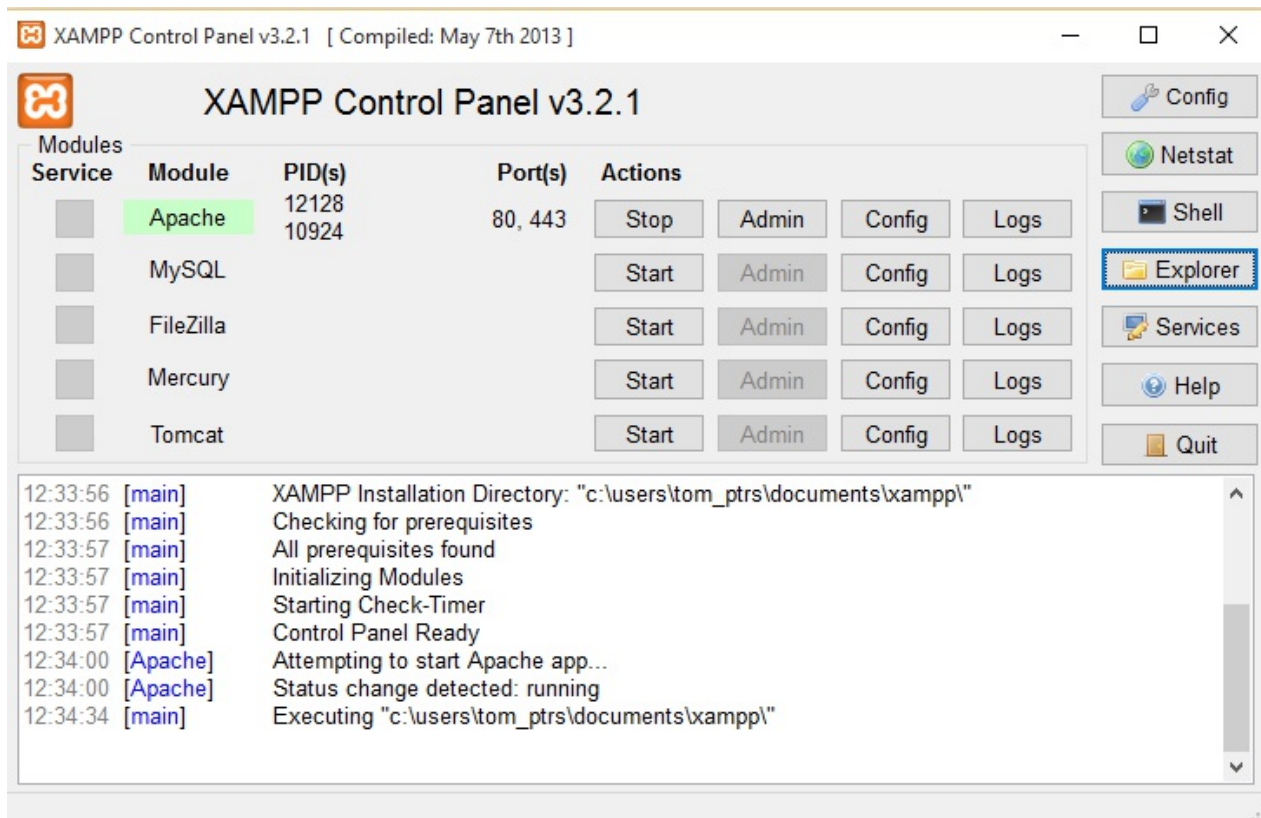 XAMPP Control Panel v3.2.1 [ Compiled: May 7th 2013 ]
XAMPP Control Panel v3.2.1
Config
Modules
Netstat
Service Module PID(s) Port(s) Actions
Apache 12128 10924 80, 443 Stop Admin Config Logs
Shell
MySQL Start Admin Config Logs
Explorer
FileZilla Start Admin Config Logs
Services
Mercury Start Admin Config Logs
Help
Tomcat Start Admin Config Logs
Quit
12:33:56 [main] XAMPP Installation Directory: "c:\users\tom_ptrs\documents\xampp\"
12:33:56 [main] Checking for prerequisites
12:33:57 [main] All prerequisites found
12:33:57 [main] Initializing Modules
12:33:57 [main] Starting Check-Timer
12:33:57 [main] Control Panel Ready
12:34:00 [Apache] Attempting to start Apache app...
12:34:00 [Apache] Status change detected: running
12:34:34 [main] Executing "c:\users\tom_ptrs\documents\xampp\"